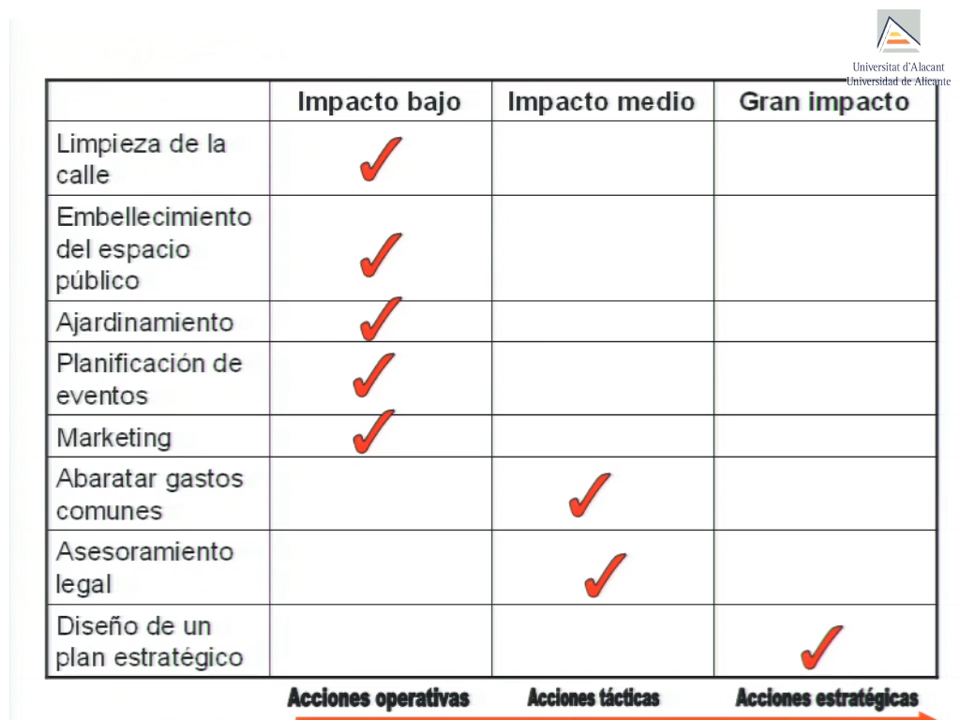 Universitat d'Alacant
Universidad de Alicante
Impacto bajo Impacto medio Gran impacto
Limpieza de la
calle
Embellecimiento
del espacio
público
Ajardinamiento
Planificación de
eventos
Marketing
Abaratar gastos
comunes
Asesoramiento
legal
Diseño de un
plan estratégico
Acciones operativas Acciones tácticas Acciones estratégicas